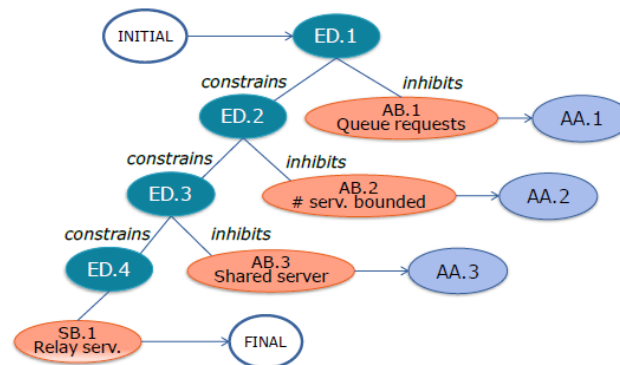 INITIAL
ED.1
constrains
inhibits
ED.2
AB.1
Queue requests
AA.1
constrains
inhibits
ED.3
AB.2
# serv. bounded
AA.2
constrains
inhibits
ED.4
AB.3
Shared server
AA.3
SB.1
Relay serv.
FINAL